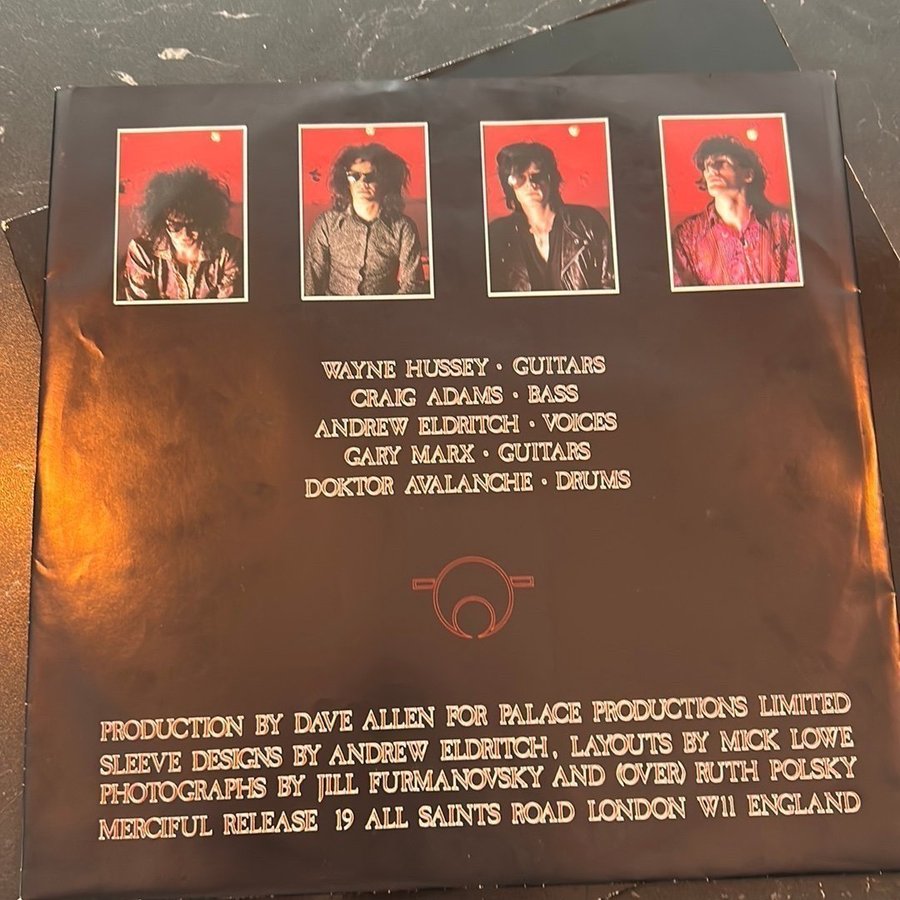 WAYNE HUSSEY · GUITARS
CRAIG ADAMS · BASS
ANDREW ELDRITCH · VOICES
GARY MARX · GUITARS
DOKTOR AVALANCHE · DRUMS
PRODUCTION BY DAVE ALLEN FOR PALACE PRODUCTIONS LIMITED
SLEEVE DESIGNS BY ANDREW ELDRITCH, LAYOUTS BY MICK LOWE
PHOTOGRAPHS BY JILL FURMANOVSKY AND (OVER) RUTH POLSKY
MERCIFUL RELEASE 19 ALL SAINTS ROAD LONDON W11 ENGLAND